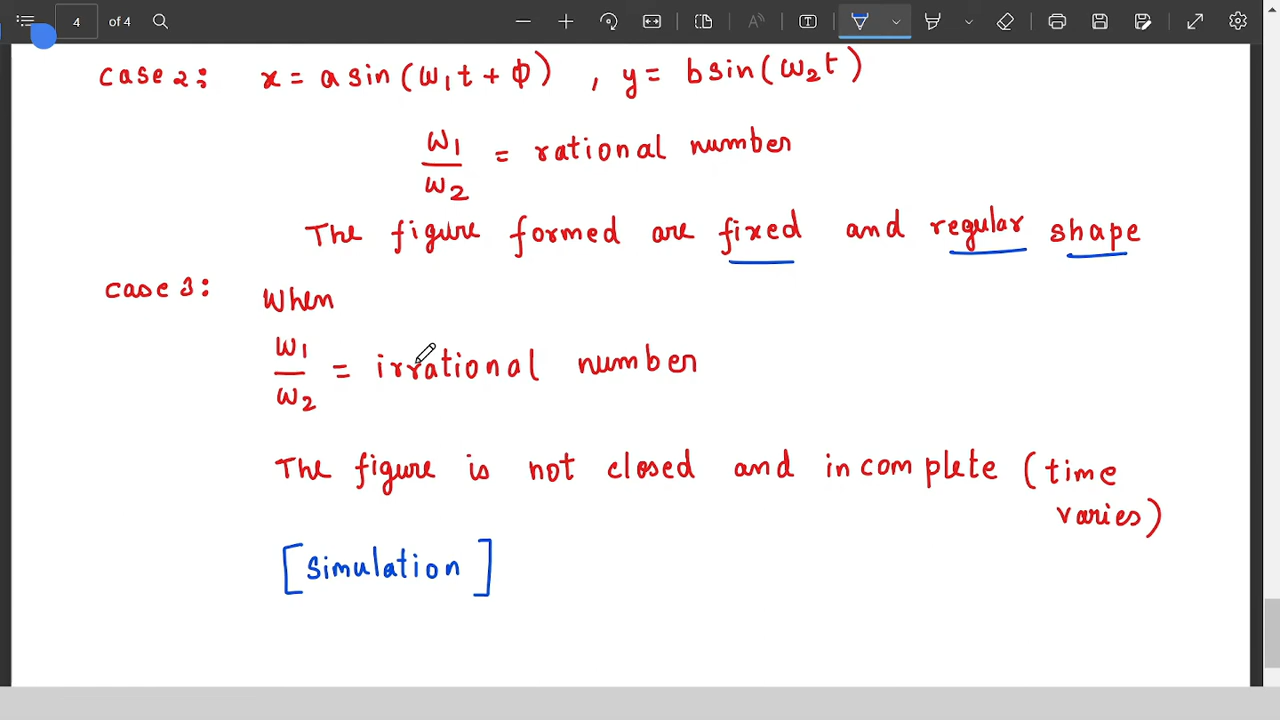 4 of 4
case 2: x = a sin(ω1t + φ) , y = b sin(ω2t)
ω1/ω2 = rational number
The figure formed are fixed and regular shape
case 3: When
ω1/ω2 = irrational number
The figure is not closed and incomplete (time
varies)
[simulation]